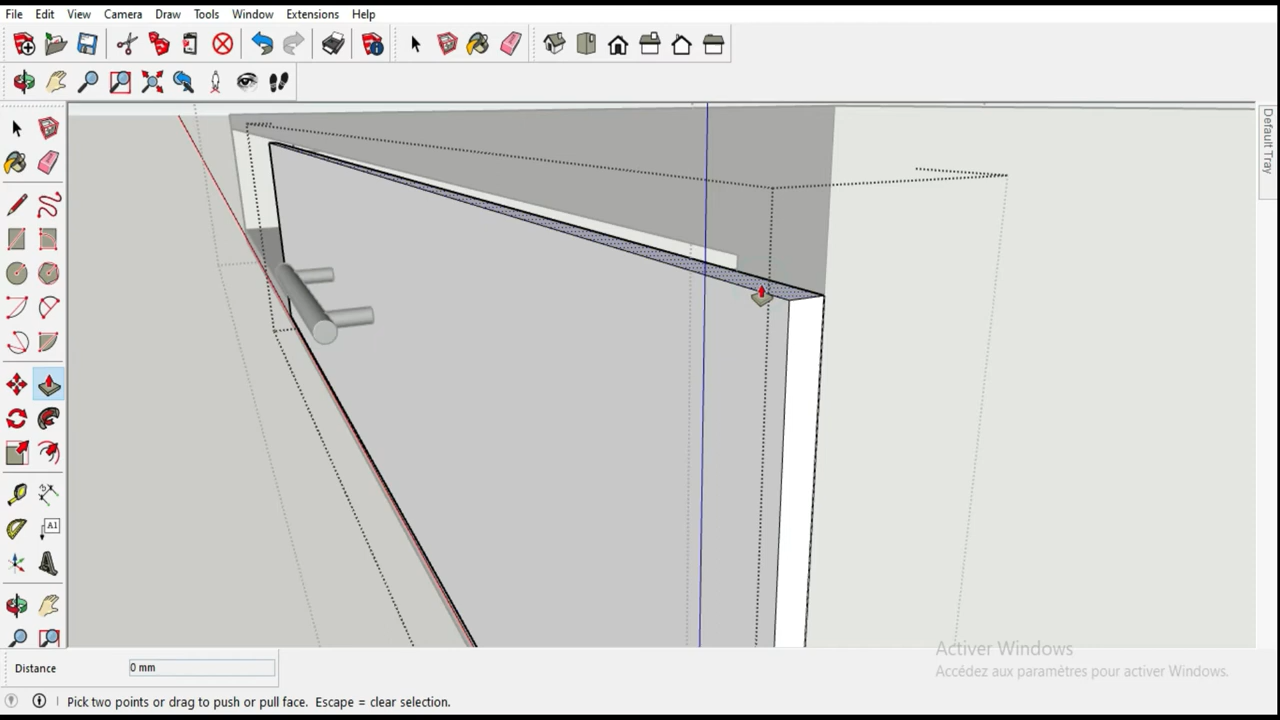 File Edit View Camera Draw Tools Window Extensions Help
Default Tray
A1
Activer Windows
Accédez aux paramètres pour activer Windows.
Distance 0 mm
Pick two points or drag to push or pull face. Escape = clear selection.